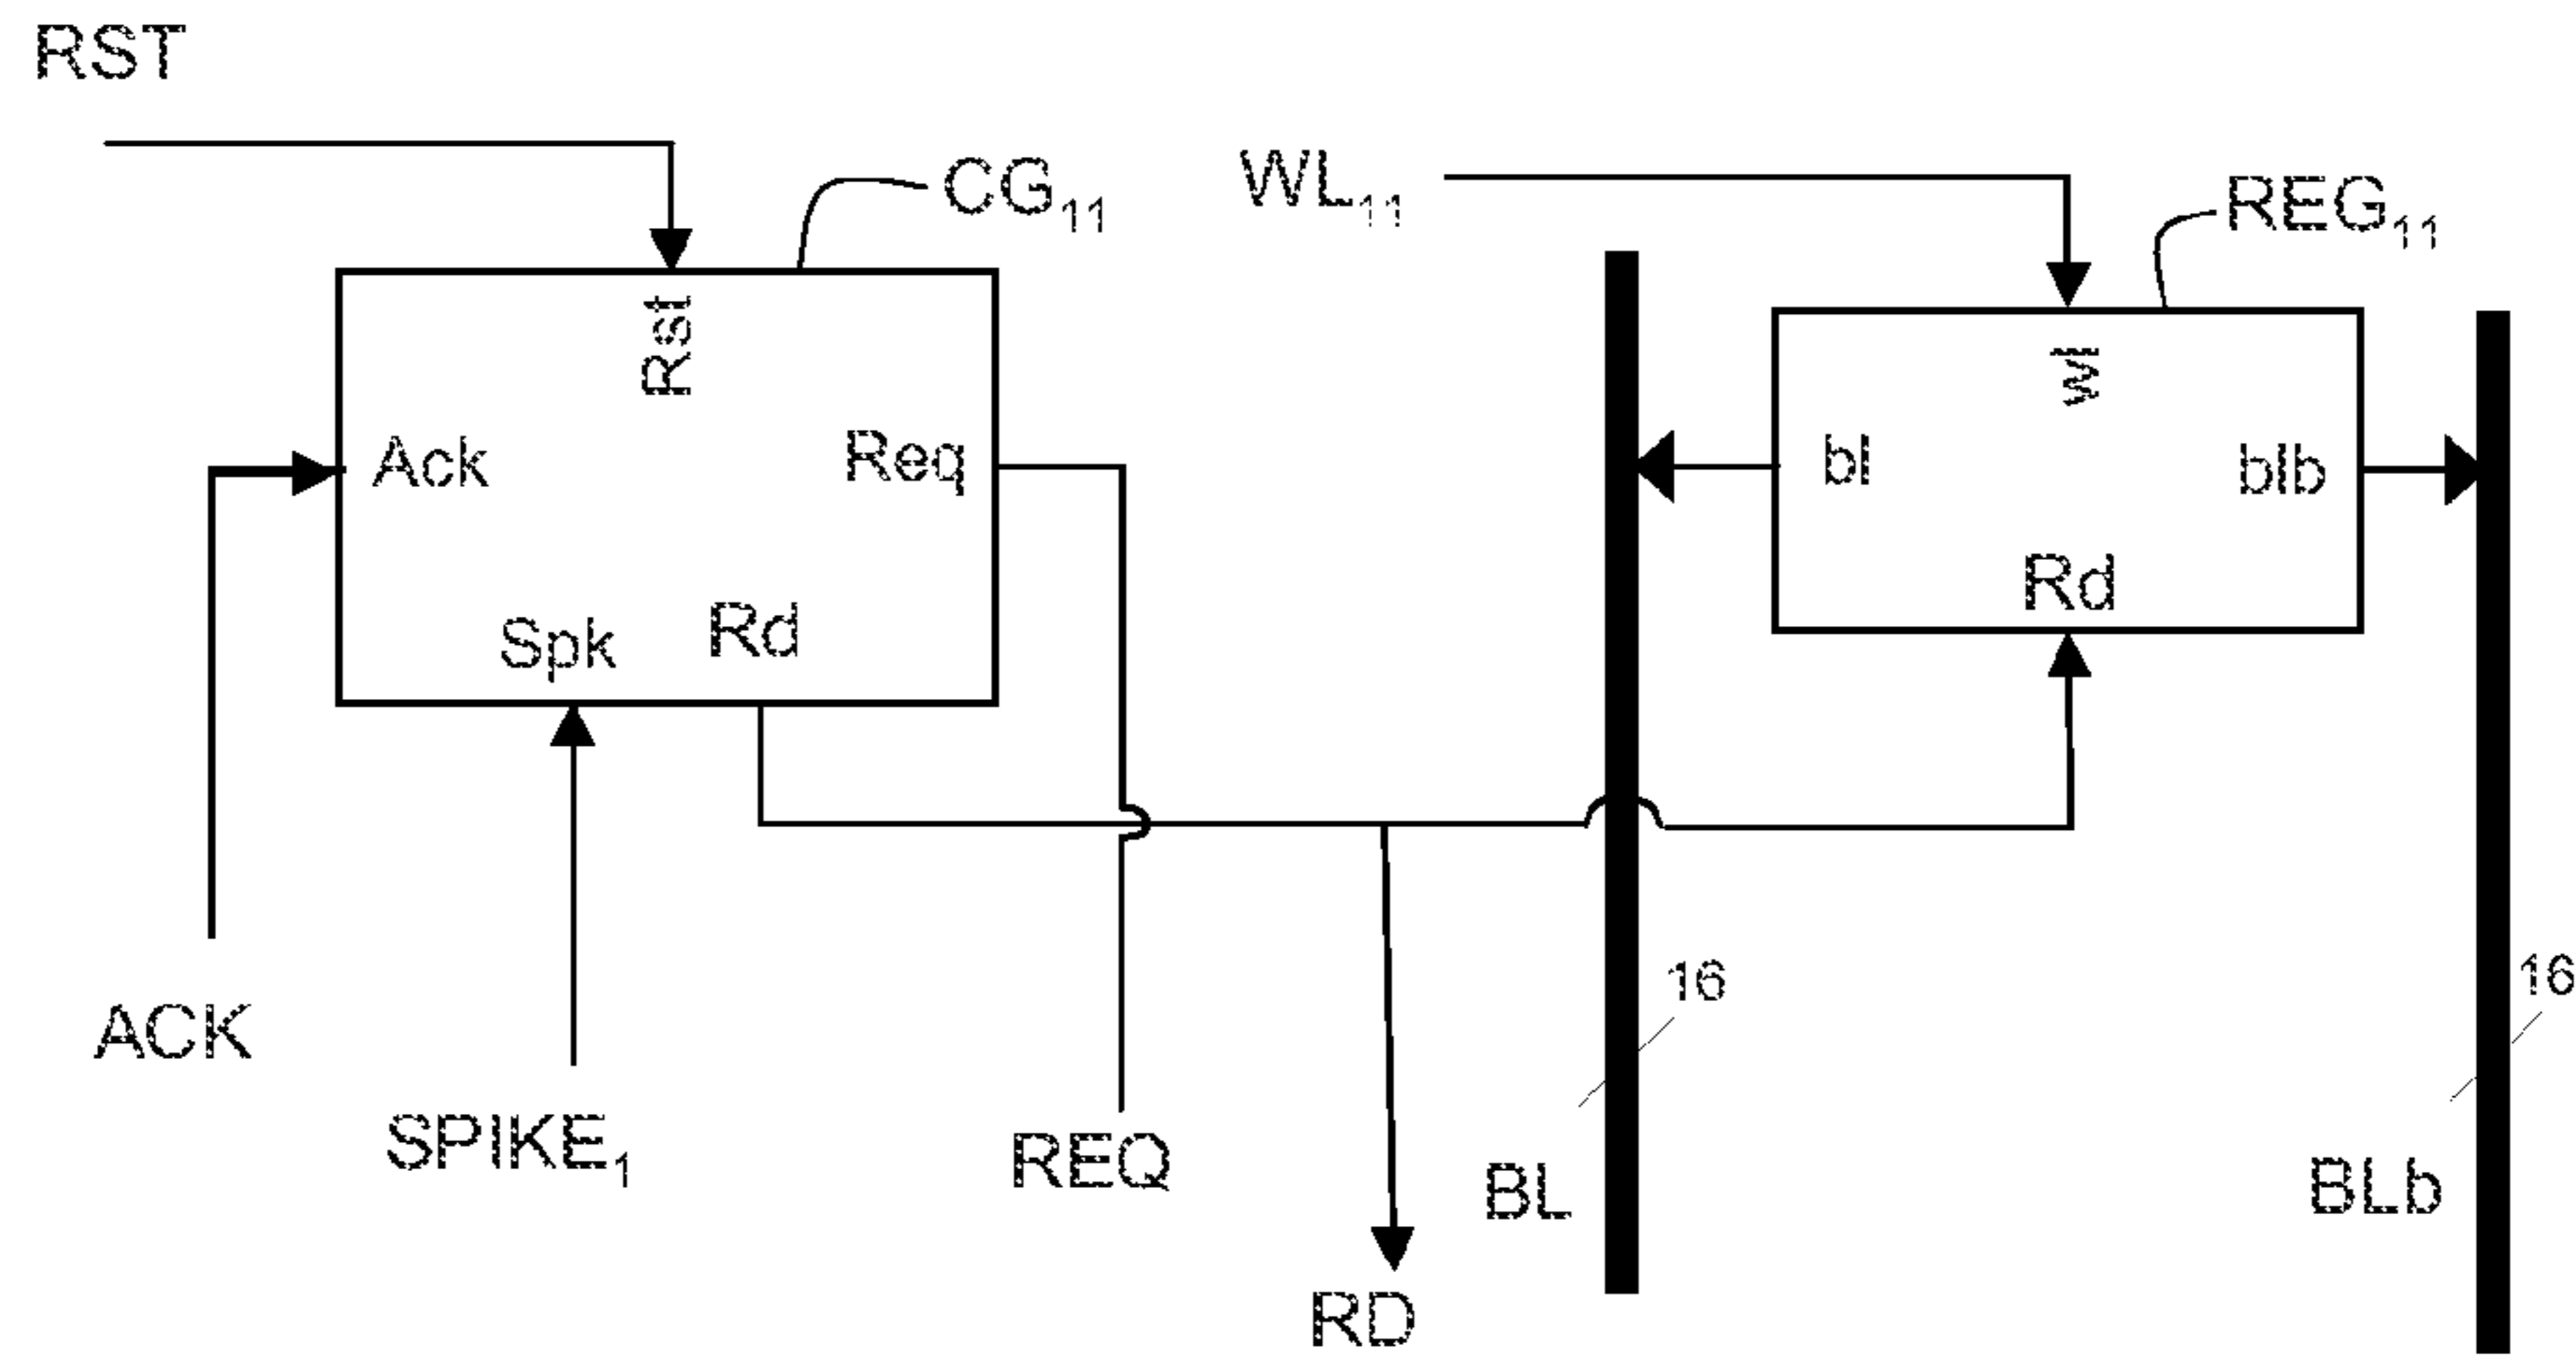 RST
CG₁₁
WL₁₁
REG₁₁
Rst
wl
Ack
Req
bl
blb
Spk
Rd
Rd
16
16
ACK
SPIKE₁
REQ
BL
BLb
RD